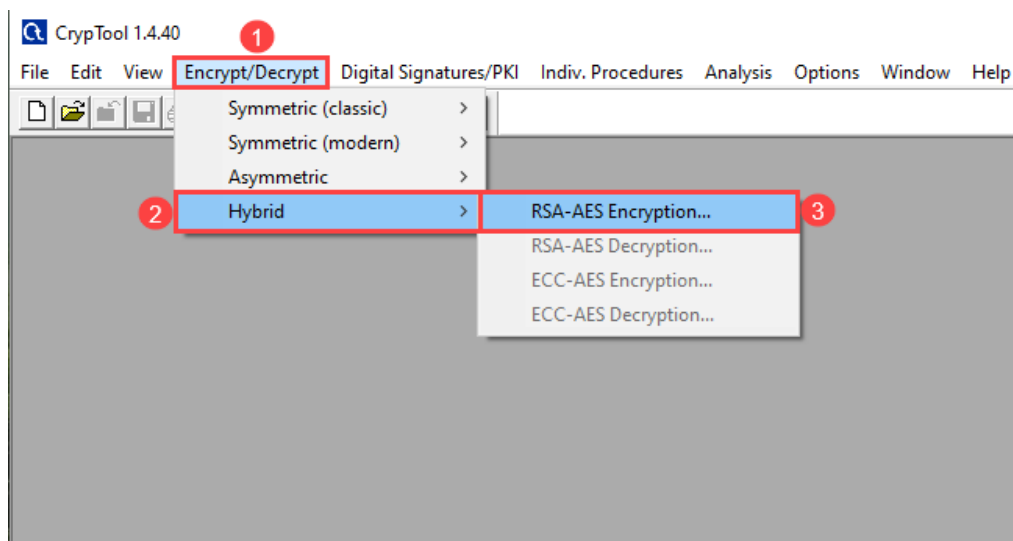 CrypTool 1.4.40
1
File Edit View Encrypt/Decrypt Digital Signatures/PKI Indiv. Procedures Analysis Options Window Help
Symmetric (classic) >
Symmetric (modern) >
Asymmetric >
2 Hybrid > RSA-AES Encryption... 3
RSA-AES Decryption...
ECC-AES Encryption...
ECC-AES Decryption...